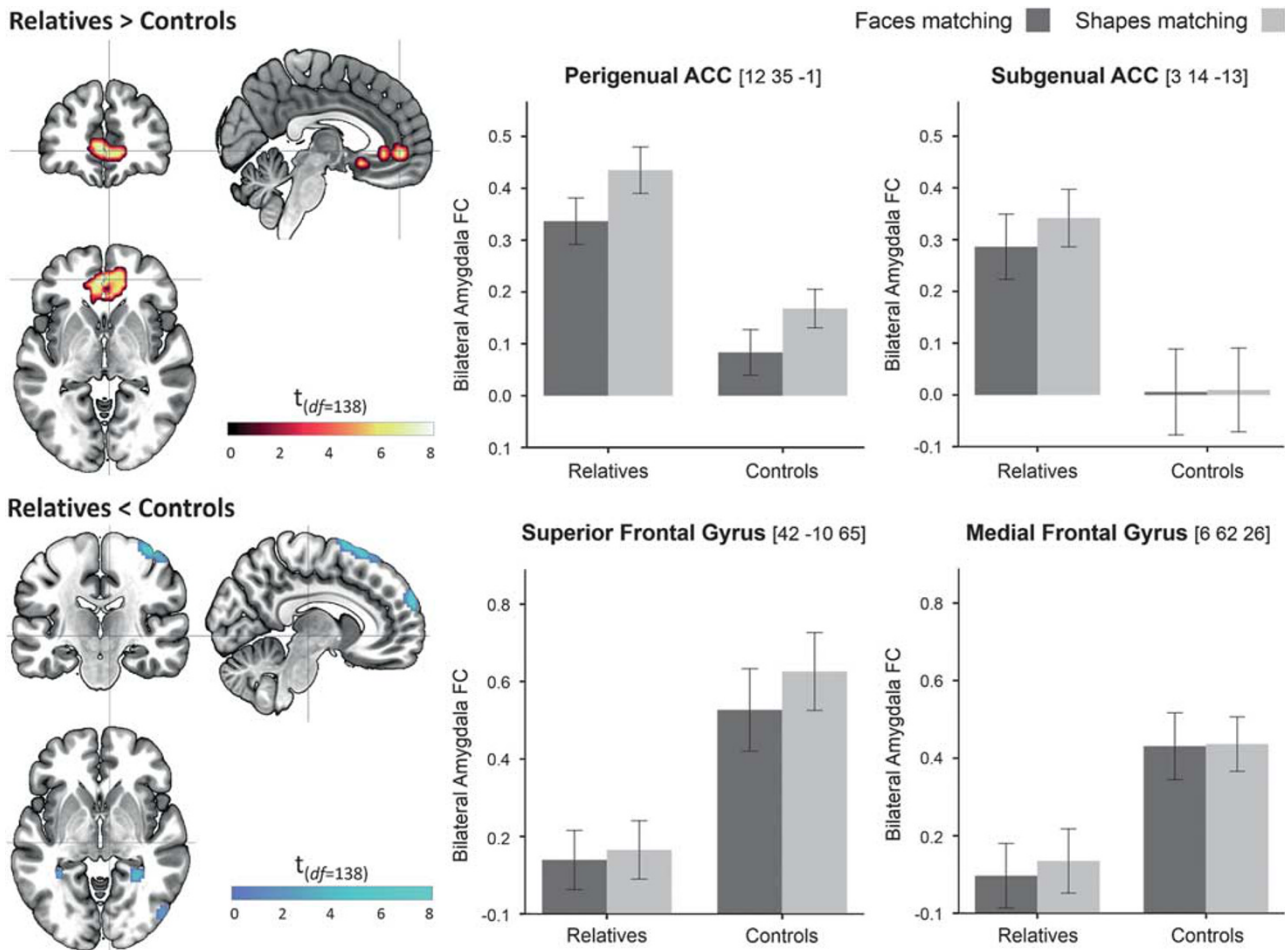 Relatives > Controls
Faces matching Shapes matching
Perigenual ACC [12 35 -1]
Bilateral Amygdala FC
0.5
0.4
0.3
0.2
0.1
0.0
0.1
Relatives Controls
Subgenual ACC [3 14 -13]
Bilateral Amygdala FC
0.5
0.4
0.3
0.2
0.1
0.0
-0.1
Relatives Controls
t(df=138)
0 2 4 6 8
Relatives < Controls
Superior Frontal Gyrus [42 -10 65]
Bilateral Amygdala FC
0.8
0.6
0.4
0.2
-0.1
Relatives Controls
Medial Frontal Gyrus [6 62 26]
Bilateral Amygdala FC
0.8
0.6
0.4
0.2
-0.1
Relatives Controls
t(df=138)
0 2 4 6 8